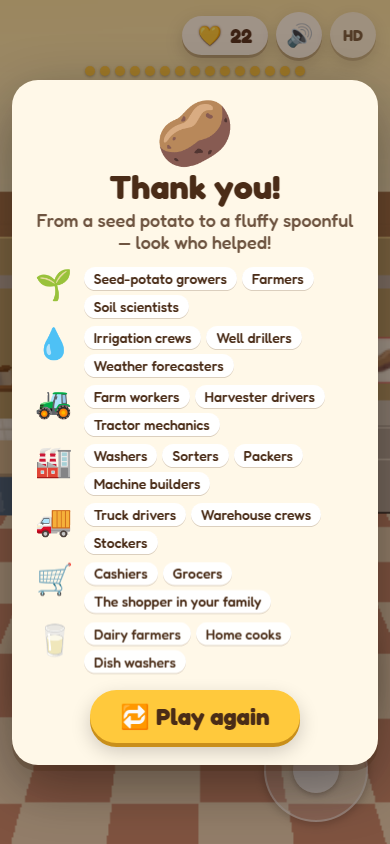 22
HD
Thank you!
From a seed potato to a fluffy spoonful
— look who helped!
Seed-potato growers Farmers
Soil scientists
Irrigation crews Well drillers
Weather forecasters
Farm workers Harvester drivers
Tractor mechanics
Washers Sorters Packers
Machine builders
Truck drivers Warehouse crews
Stockers
Cashiers Grocers
The shopper in your family
Dairy farmers Home cooks
Dish washers
Play again